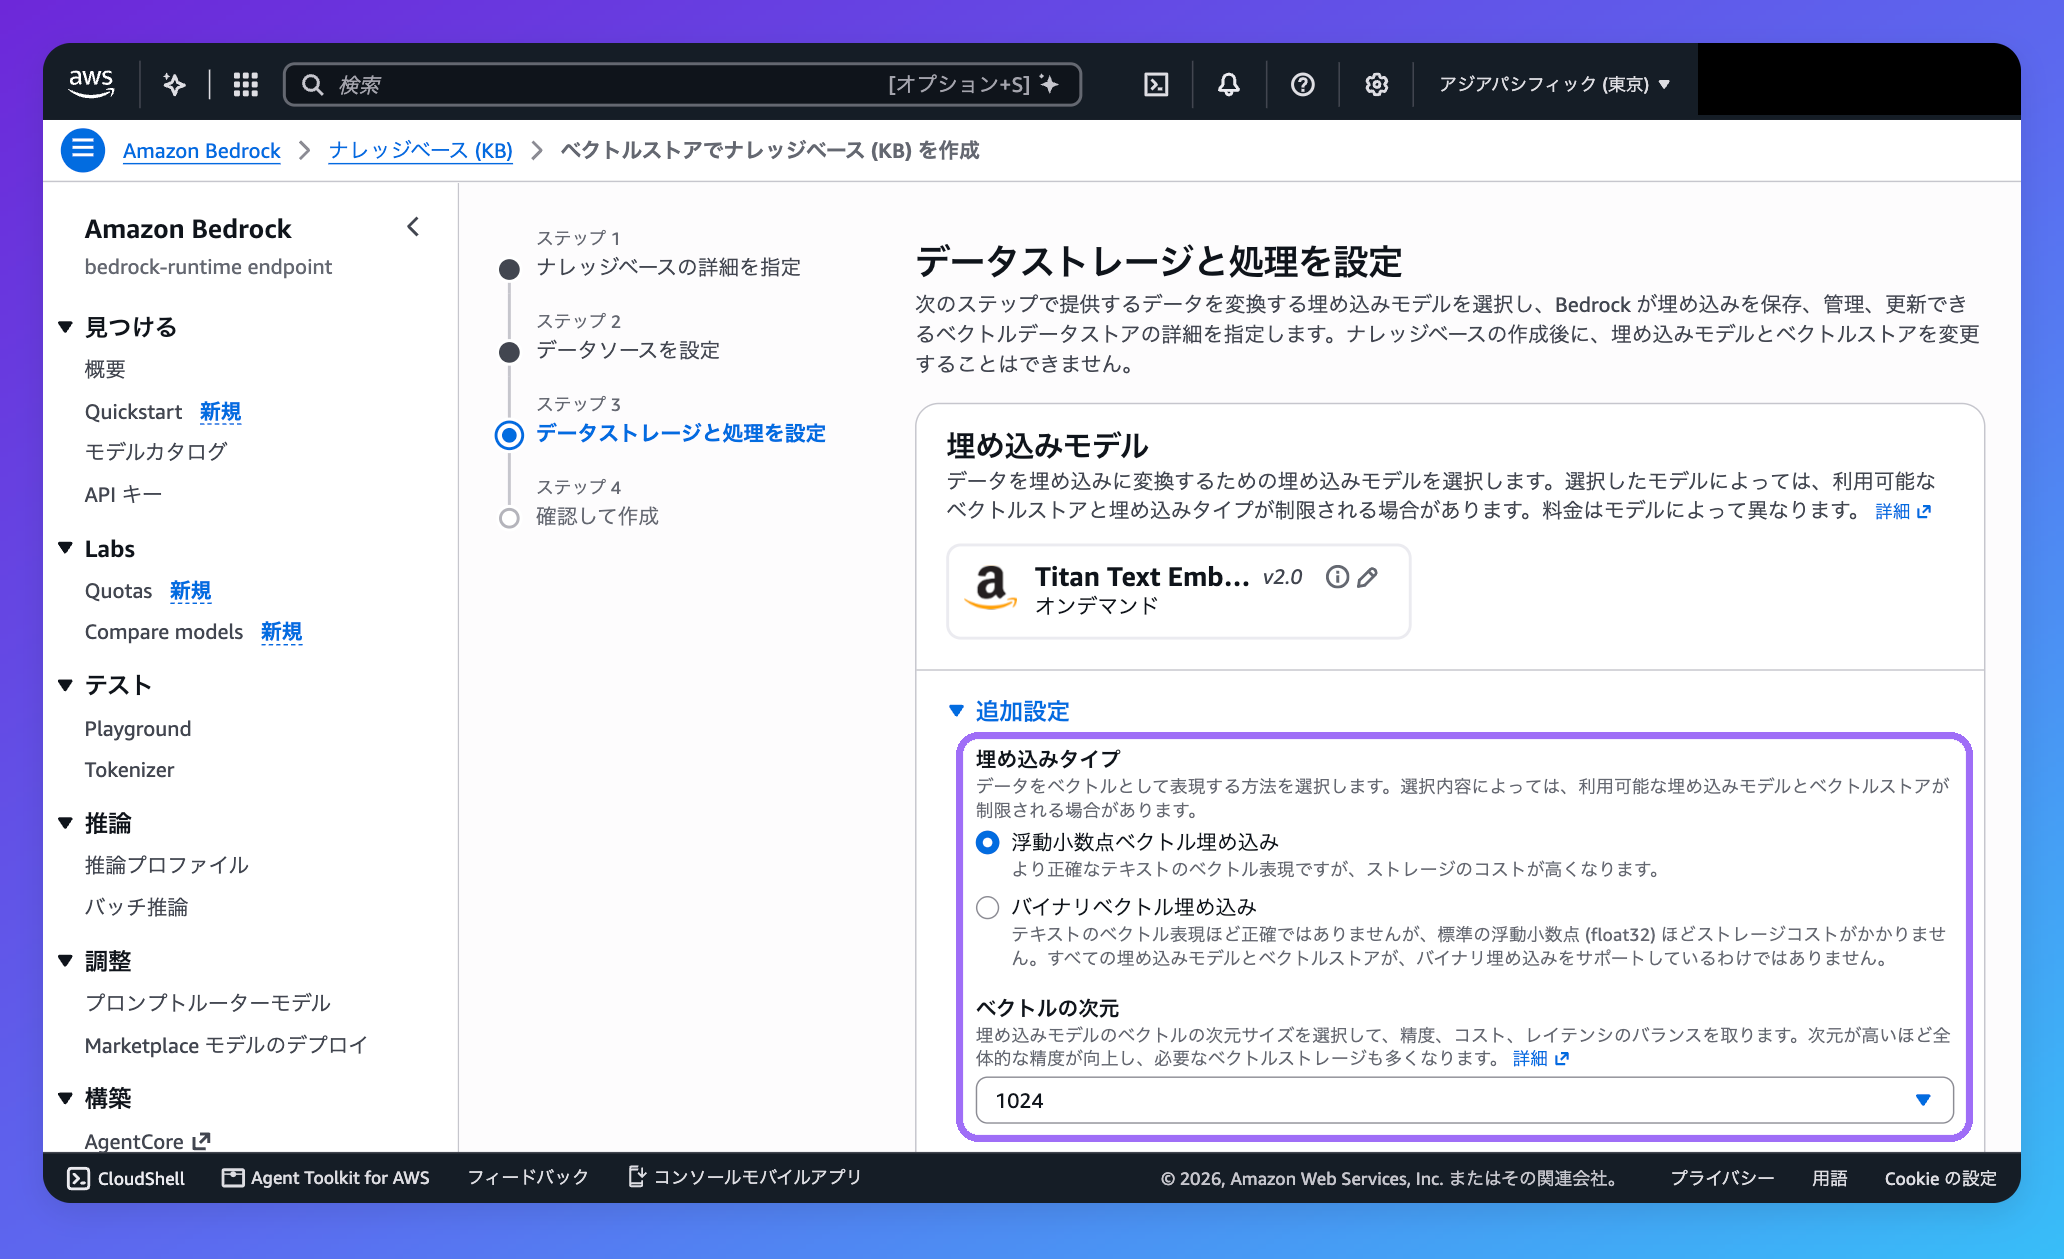 aws
検索
[オプション+S]
アジアパシフィック (東京) ▼
Amazon Bedrock
ナレッジベース (KB)
ベクトルストアでナレッジベース (KB) を作成
Amazon Bedrock
bedrock-runtime endpoint
見つける
概要
Quickstart 新規
モデルカタログ
API キー
Labs
Quotas 新規
Compare models 新規
テスト
Playground
Tokenizer
推論
推論プロファイル
バッチ推論
調整
プロンプトルーターモデル
Marketplace モデルのデプロイ
構築
AgentCore
ステップ 1
ナレッジベースの詳細を指定
ステップ 2
データソースを設定
ステップ 3
データストレージと処理を設定
ステップ 4
確認して作成
データストレージと処理を設定
次のステップで提供するデータを変換する埋め込みモデルを選択し、Bedrock が埋め込みを保存、管理、更新でき
るベクトルデータストアの詳細を指定します。ナレッジベースの作成後に、埋め込みモデルとベクトルストアを変更
することはできません。
埋め込みモデル
データを埋め込みに変換するための埋め込みモデルを選択します。選択したモデルによっては、利用可能な
ベクトルストアと埋め込みタイプが制限される場合があります。料金はモデルによって異なります。 詳細
Titan Text Emb... v2.0
オンデマンド
追加設定
埋め込みタイプ
データをベクトルとして表現する方法を選択します。選択内容によっては、利用可能な埋め込みモデルとベクトルストアが
制限される場合があります。
浮動小数点ベクトル埋め込み
より正確なテキストのベクトル表現ですが、ストレージのコストが高くなります。
バイナリベクトル埋め込み
テキストのベクトル表現ほど正確ではありませんが、標準の浮動小数点 (float32) ほどストレージコストがかかりませ
ん。すべての埋め込みモデルとベクトルストアが、バイナリ埋め込みをサポートしているわけではありません。
ベクトルの次元
埋め込みモデルのベクトルの次元サイズを選択して、精度、コスト、レイテンシのバランスを取ります。次元が高いほど全
体的な精度が向上し、必要なベクトルストレージも多くなります。 詳細
1024
CloudShell
Agent Toolkit for AWS
フィードバック
コンソールモバイルアプリ
© 2026, Amazon Web Services, Inc. またはその関連会社。
プライバシー
用語
Cookie の設定